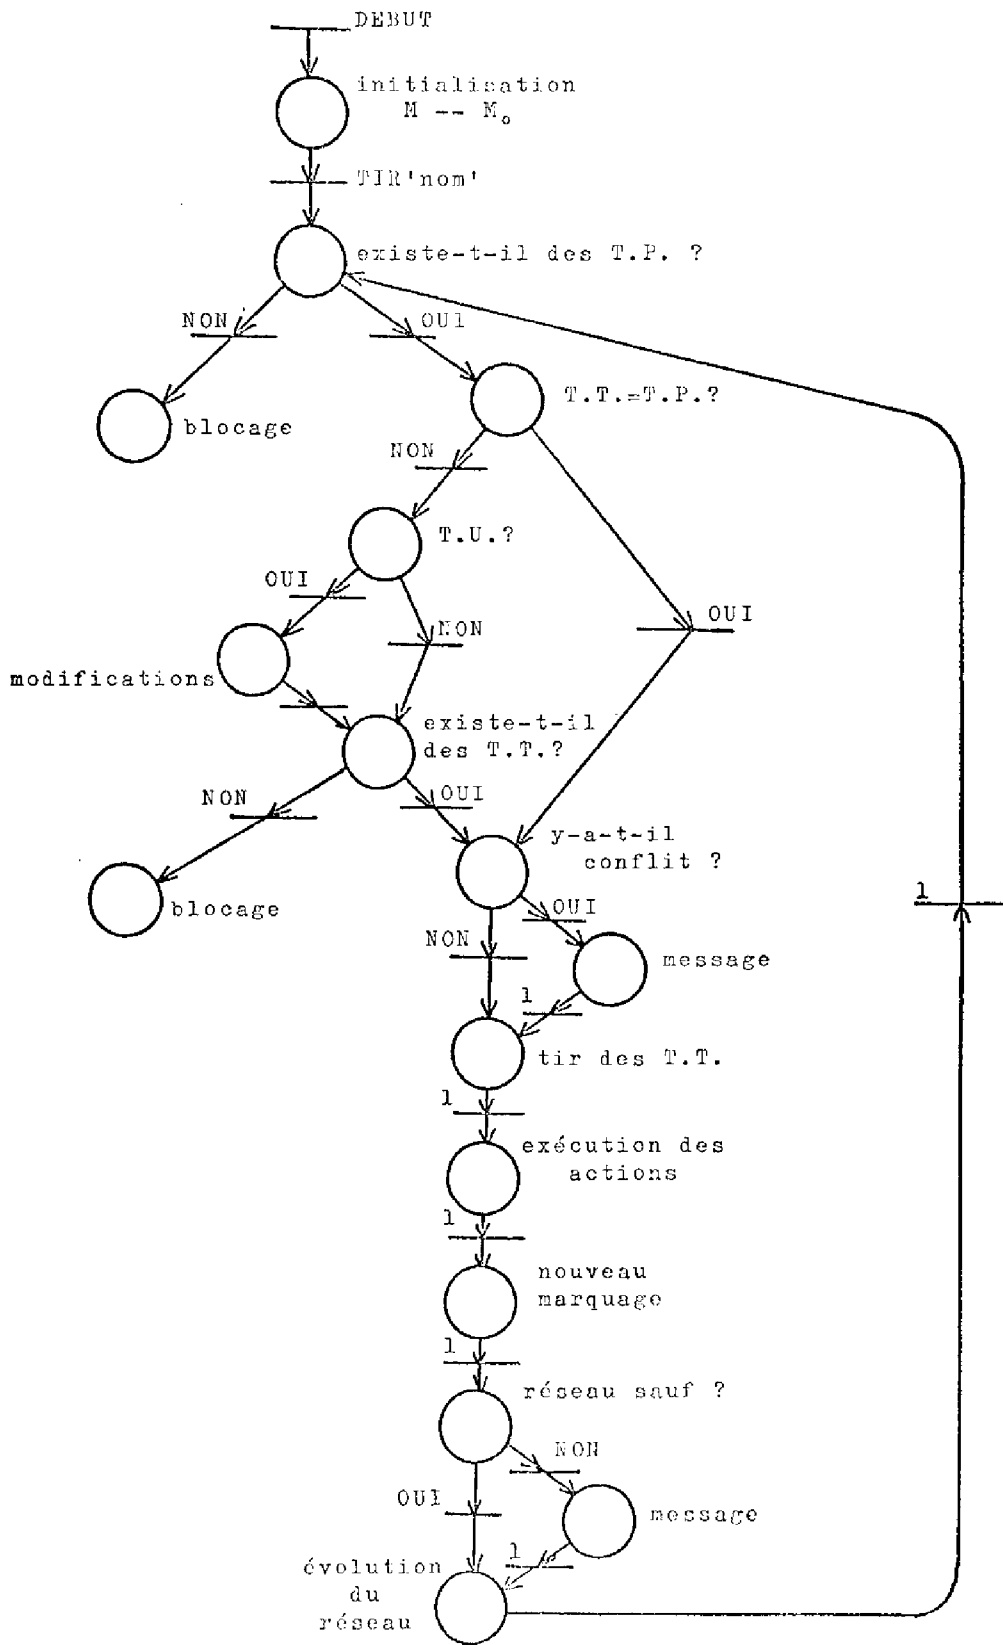 DEBUT
initialisation
M -- M₀
TIR'nom'
existe-t-il des T.P. ?
NON
OUI
T.T.=T.P.?
blocage
NON
T.U.?
OUI
OUI
NON
modifications
existe-t-il
des T.T.?
NON
OUI
y-a-t-il
conflit ?
1
blocage
OUI
NON
message
1
tir des T.T.
1
exécution des
actions
1
nouveau
marquage
1
réseau sauf ?
NON
OUI
message
1
évolution
du
réseau